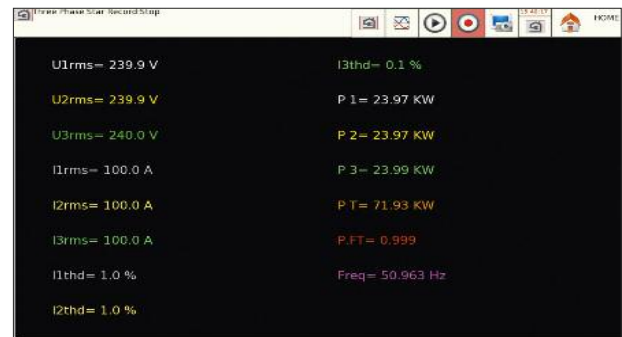 Three Phase Star Record Stop
HOME
U1rms= 239.9 V
U2rms= 239.9 V
U3rms= 240.0 V
I1rms= 100.0 A
I2rms= 100.0 A
I3rms= 100.0 A
I1thd= 1.0 %
I2thd= 1.0 %
I3thd= 0.1 %
P 1= 23.97 KW
P 2= 23.97 KW
P 3= 23.99 KW
P T= 71.93 KW
P.FT= 0.999
Freq= 50.963 Hz